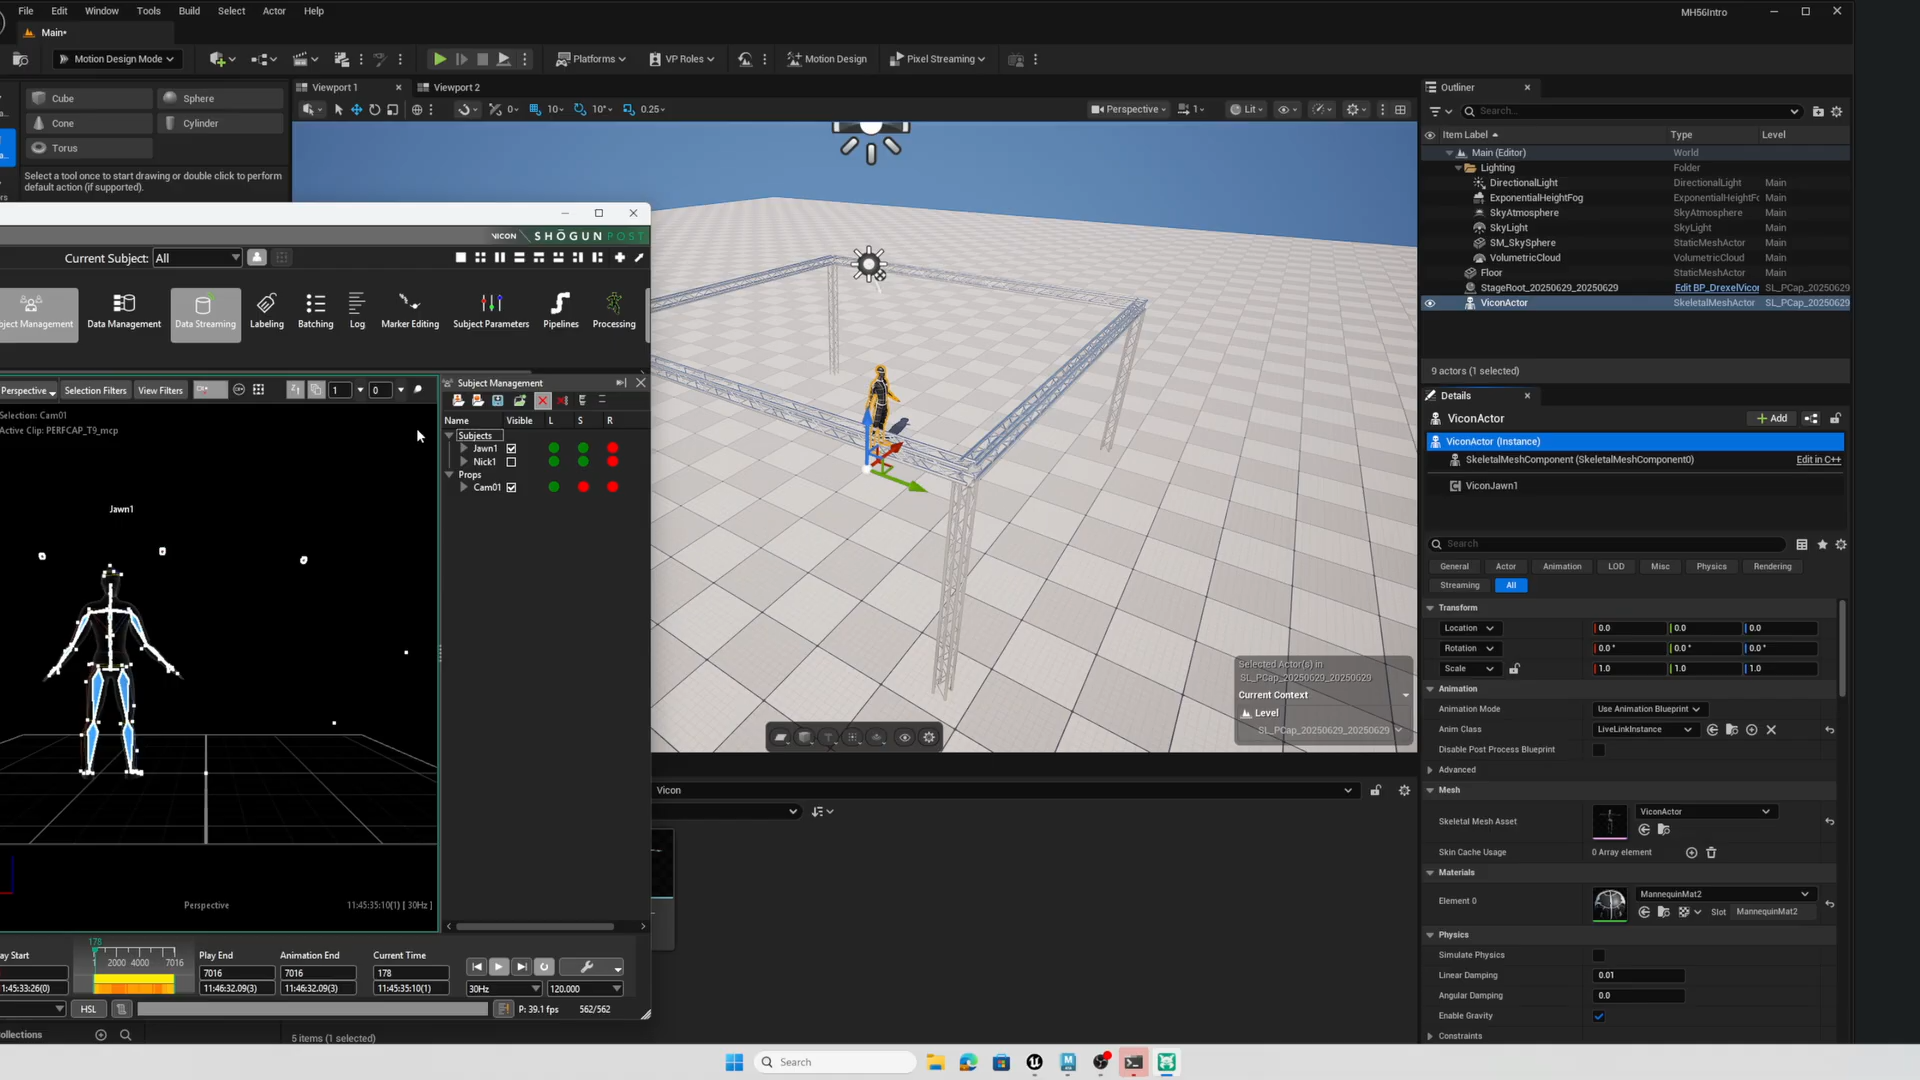 File Edit Window Tools Build Select Actor Help
MH56Intro
Main*
Motion Design Mode
Platforms
VP Roles
Motion Design
Pixel Streaming
Cube
Sphere
Cone
Cylinder
Torus
Select a tool once to start drawing or double click to perform
default action (if supported).
Viewport 1
Viewport 2
0
10
10°
0.25
Perspective
1
Lit
Outliner
Search...
Item Label
Type
Level
Main (Editor)
World
Lighting
Folder
DirectionalLight
DirectionalLight
Main
ExponentialHeightFog
ExponentialHeightFo
Main
SkyAtmosphere
SkyAtmosphere
Main
SkyLight
SkyLight
Main
SM_SkySphere
StaticMeshActor
Main
VolumetricCloud
VolumetricCloud
Main
Floor
StaticMeshActor
Main
StageRoot_20250629_20250629
Edit BP_DrexelVicon
SL_PCap_20250629
ViconActor
SkeletalMeshActor
SL_PCap_20250629
9 actors (1 selected)
VICON SHŌGUN POST
Current Subject: All
bject Management
Data Management
Data Streaming
Labeling
Batching
Log
Marker Editing
Subject Parameters
Pipelines
Processing
Perspective
Selection Filters
View Filters
1
0
Selection: Cam01
Active Clip: PERFCAP_T9_mcp
Jawn1
Perspective
11:45:35:10(1) [ 30Hz ]
Subject Management
Name
Visible
L
S
R
Subjects
Jawn1
Nick1
Props
Cam01
178
1 2000 4000 7016
ay Start
1:45:33:26(0)
Play End
7016
11:46:32.09(3)
Animation End
7016
11:46:32.09(3)
Current Time
178
11:45:35:10(1)
30Hz
120.000
HSL
P: 39.1 fps
562/562
Selected Actor(s) in
SL_PCap_20250629_20250629
Current Context
Level
SL_PCap_20250629_20250629
Vicon
ollections
5 items (1 selected)
Details
ViconActor
Add
ViconActor (Instance)
SkeletalMeshComponent (SkeletalMeshComponent0)
Edit in C++
ViconJawn1
Search
General
Actor
Animation
LOD
Misc
Physics
Rendering
Streaming
All
Transform
Location
0.0
0.0
0.0
Rotation
0.0 °
0.0 °
0.0 °
Scale
1.0
1.0
1.0
Animation
Animation Mode
Use Animation Blueprint
Anim Class
LiveLinkInstance
Disable Post Process Blueprint
Advanced
Mesh
Skeletal Mesh Asset
ViconActor
Skin Cache Usage
0 Array element
Materials
Element 0
MannequinMat2
Slot
MannequinMat2
Physics
Simulate Physics
Linear Damping
0.01
Angular Damping
0.0
Enable Gravity
Constraints
Search